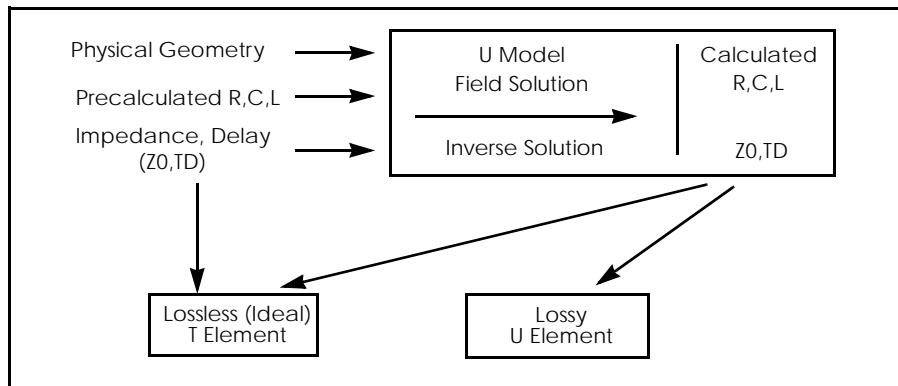 Physical Geometry
Precalculated R,C,L
Impedance, Delay
(Z0,TD)
U Model
Field Solution
Inverse Solution
Calculated
R,C,L
Z0,TD
Lossless (Ideal)
T Element
Lossy
U Element